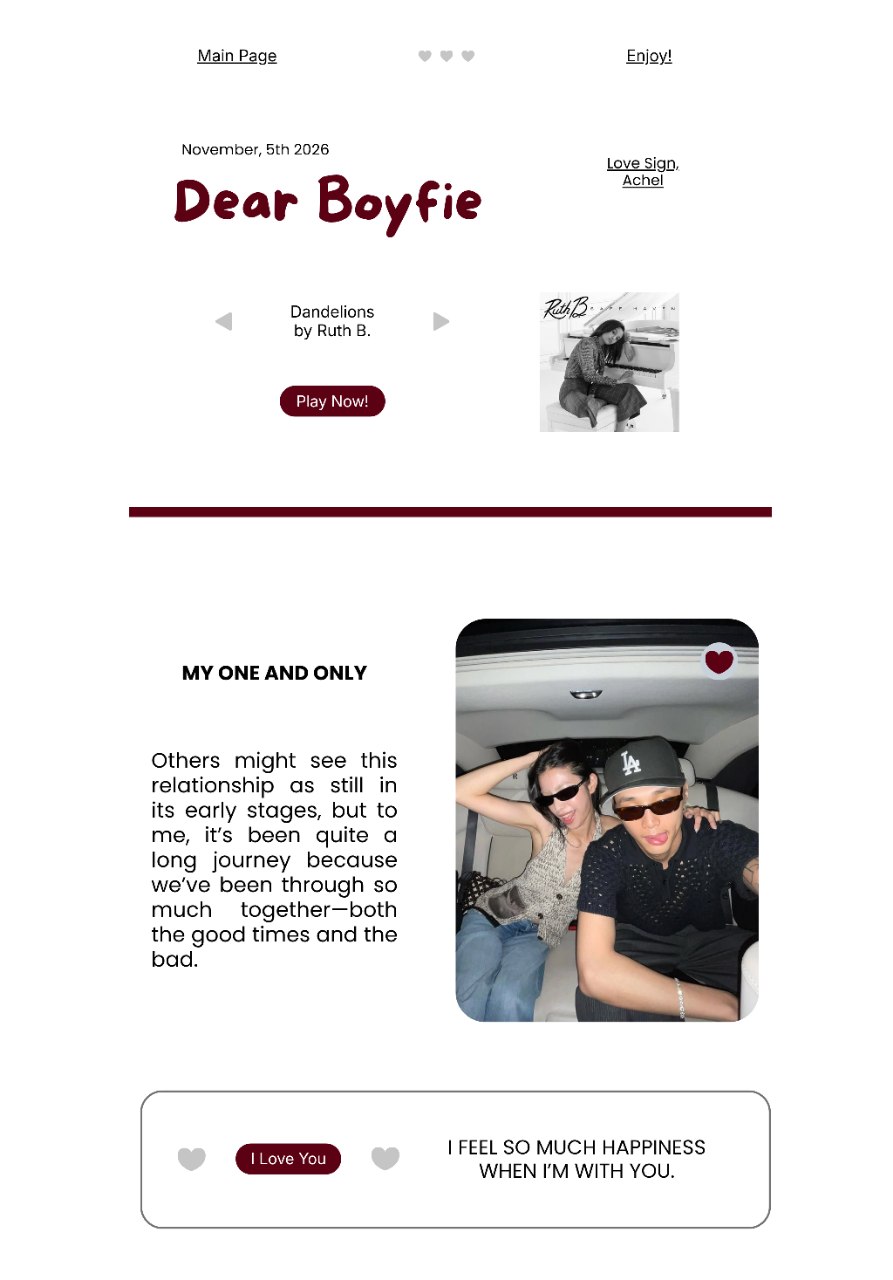 Main Page
Enjoy!
November, 5th 2026
Dear Boyfie
Love Sign,
Achel
Dandelions
by Ruth B.
Play Now!
Ruth B
MY ONE AND ONLY
Others might see this
relationship as still in
its early stages, but to
me, it’s been quite a
long journey because
we’ve been through so
much together—both
the good times and the
bad.
LA
I Love You
I FEEL SO MUCH HAPPINESS
WHEN I’M WITH YOU.